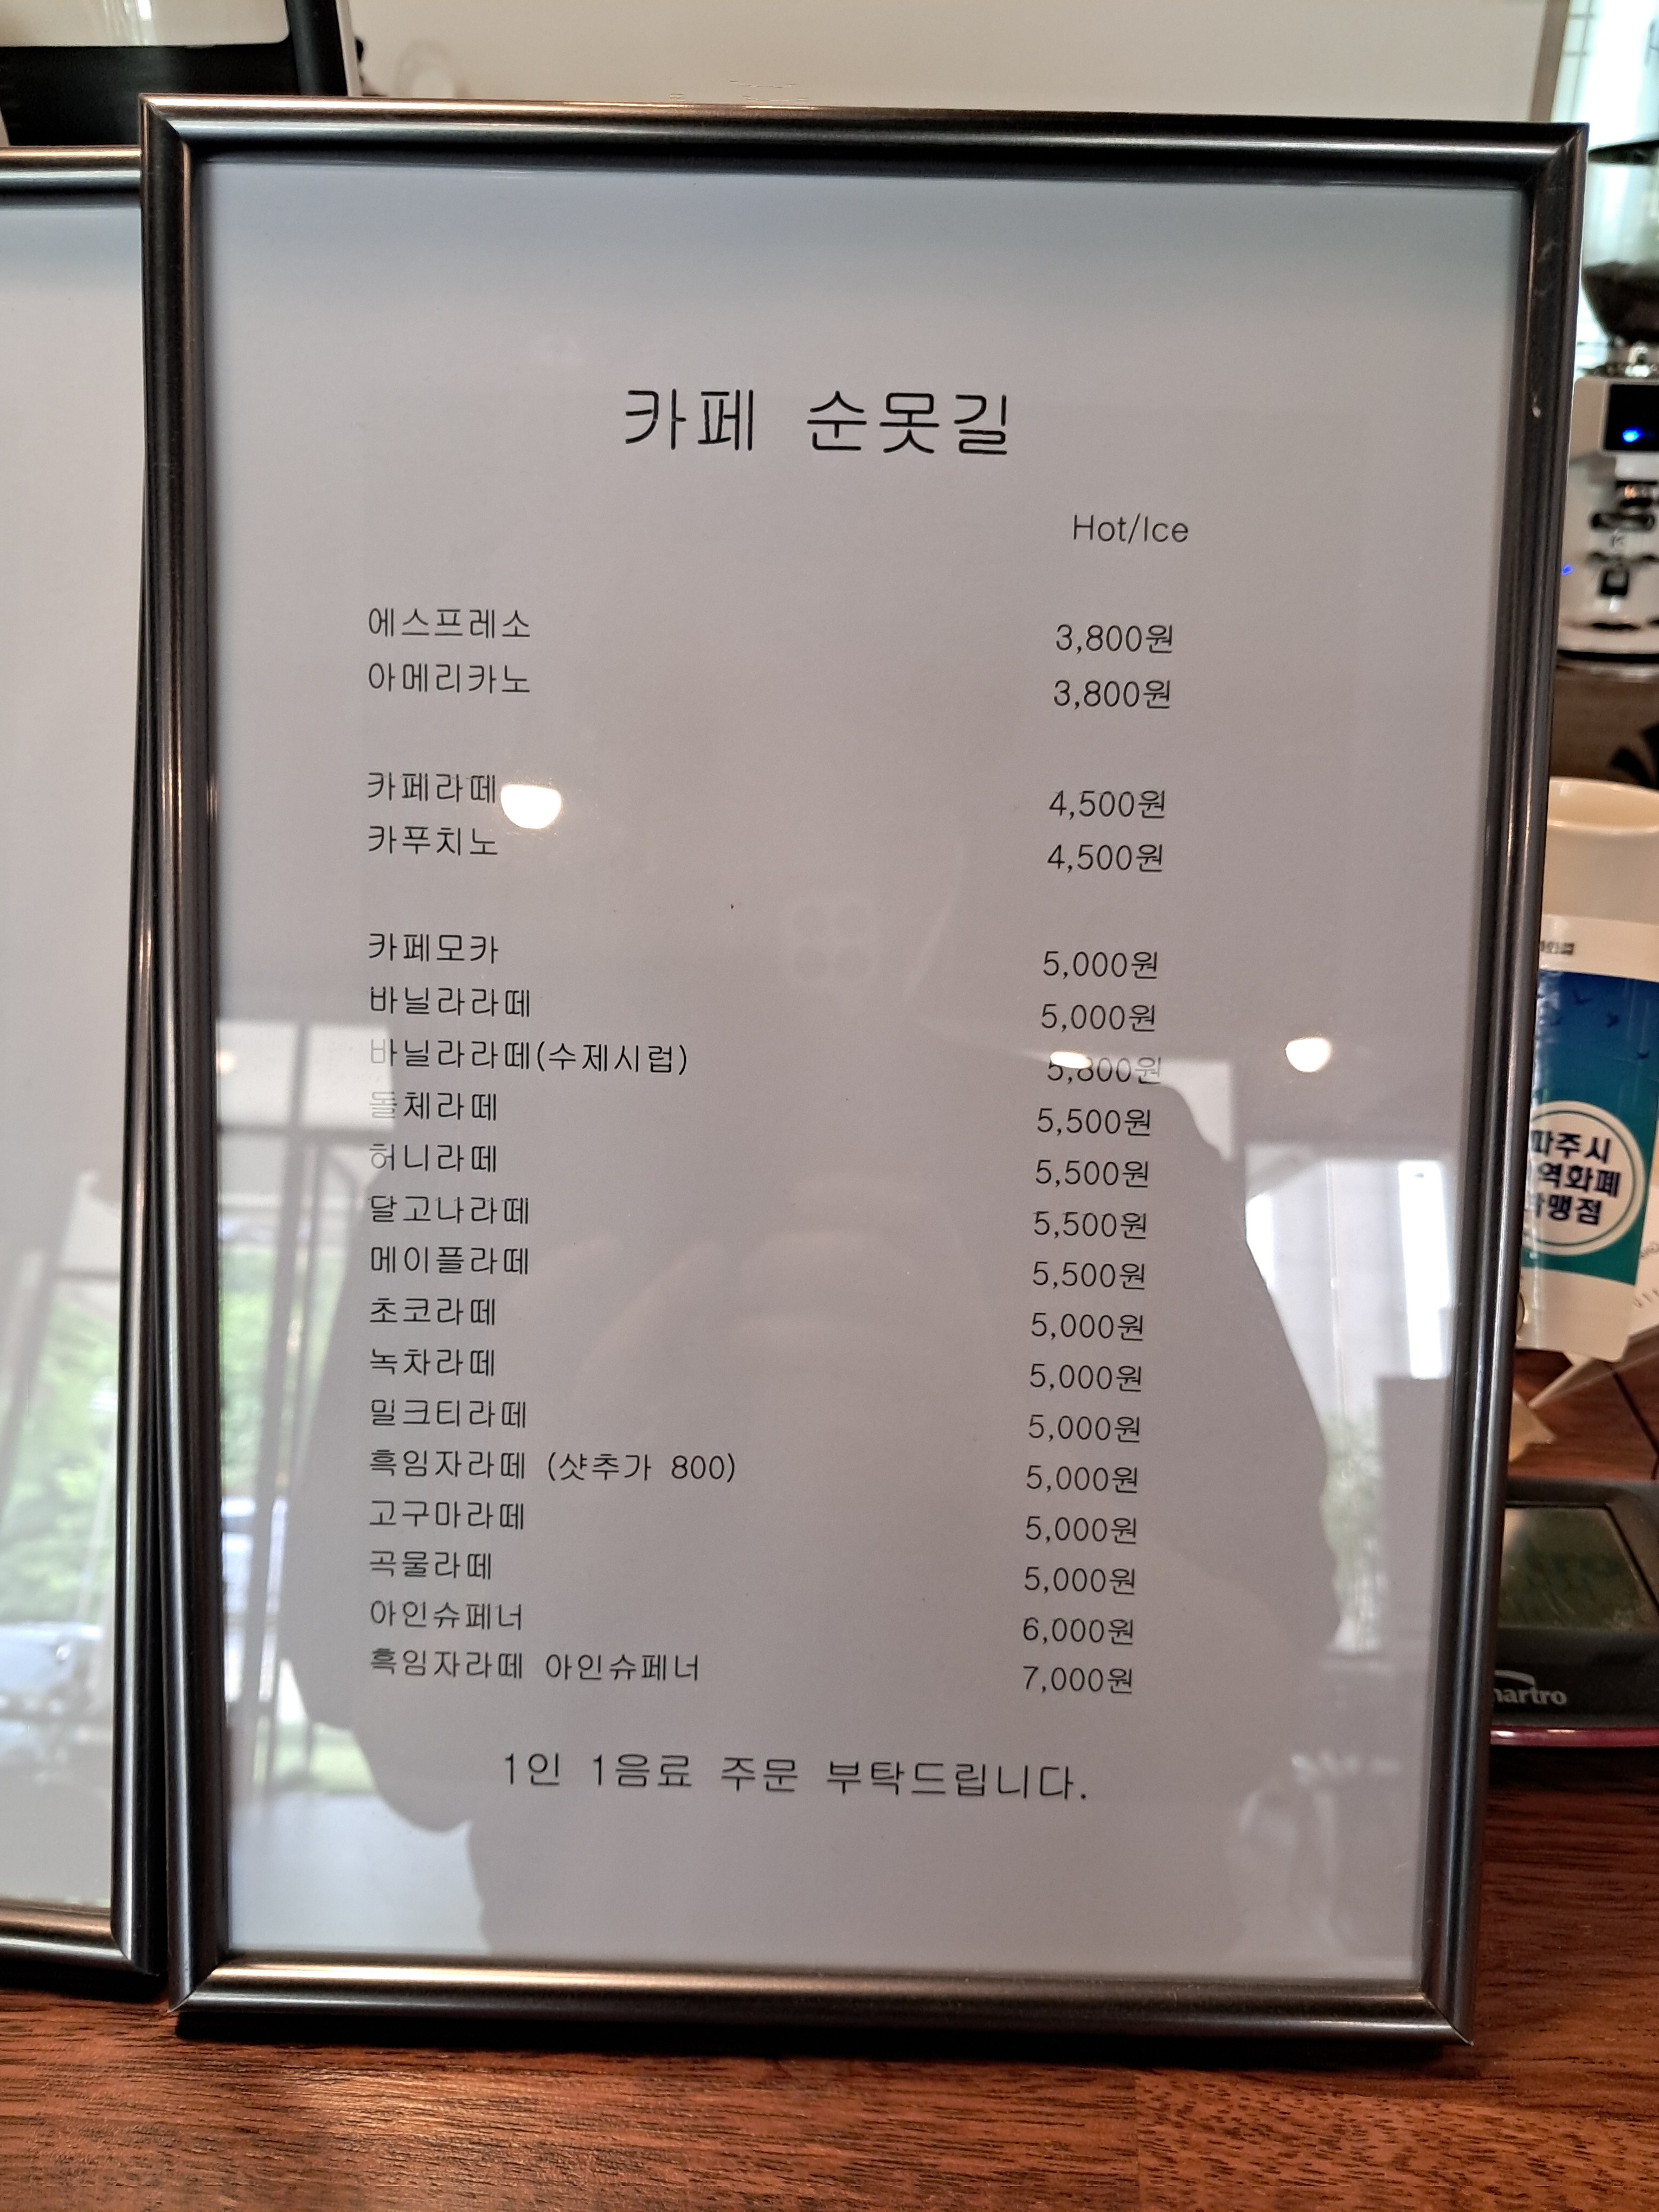 카페 순못길
Hot/Ice
에스프레소 3,800원
아메리카노 3,800원
카페라떼 4,500원
카푸치노 4,500원
카페모카 5,000원
바닐라라떼 5,000원
바닐라라떼(수제시럽) 5,800원
돌체라떼 5,500원
허니라떼 5,500원
달고나라떼 5,500원
메이플라떼 5,500원
초코라떼 5,000원
녹차라떼 5,000원
밀크티라떼 5,000원
흑임자라떼 (샷추가 800) 5,000원
고구마라떼 5,000원
곡물라떼 5,000원
아인슈페너 6,000원
흑임자라떼 아인슈페너 7,000원
1인 1음료 주문 부탁드립니다.
파주시
지역화폐
가맹점